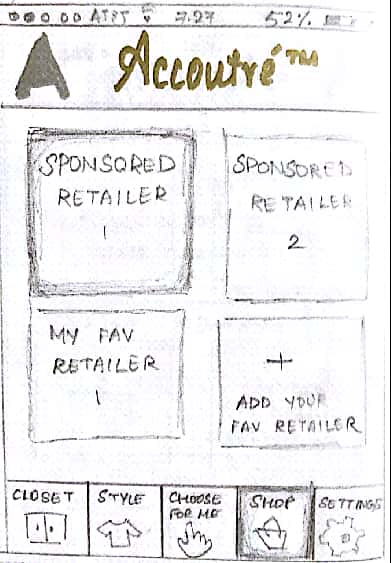 AT&T 7:27 52%
A Accoutré™
SPONSORED
RETAILER
1
SPONSORED
RETAILER
2
MY FAV
RETAILER
1
+
ADD YOUR
FAV RETAILER
CLOSET
STYLE
CHOOSE
FOR ME
SHOP
SETTINGS